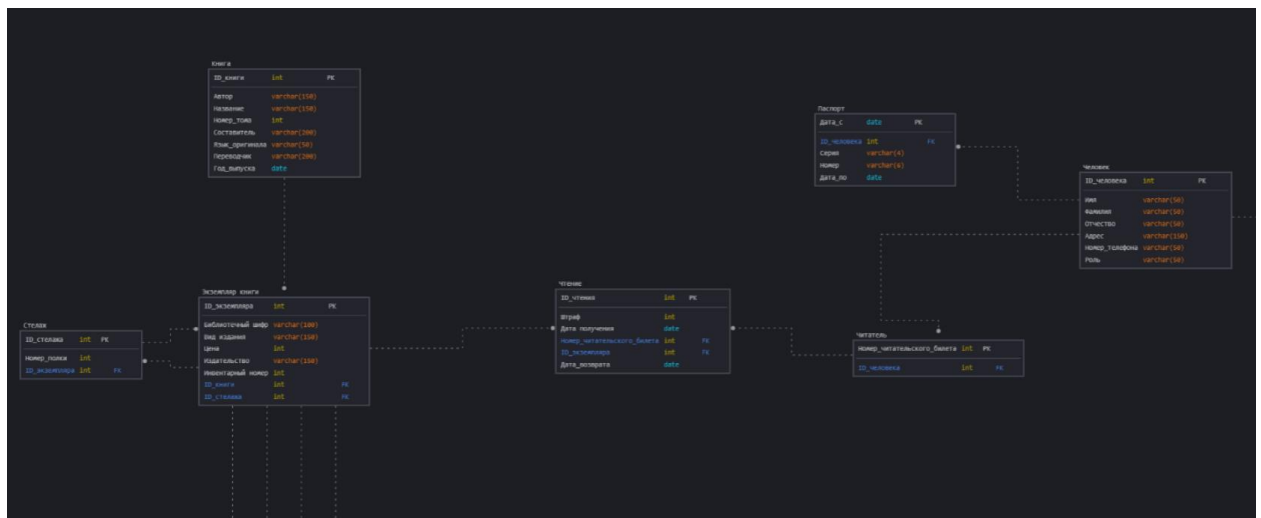 Книга
ID_книги int PK
Автор varchar(150)
Название varchar(150)
Номер_тома int
Составитель varchar(200)
Язык_оригинала varchar(50)
Переводчик varchar(200)
Год_выпуска date
Паспорт
Дата_с date PK
ID_человека int FK
Серия varchar(4)
Номер varchar(6)
Дата_по date
Человек
ID_человека int PK
Имя varchar(50)
Фамилия varchar(50)
Отчество varchar(50)
Адрес varchar(150)
Номер_телефона varchar(50)
Роль varchar(50)
Экземпляр книги
ID_экземпляра int PK
Библиотечный шифр varchar(100)
Вид издания varchar(150)
Цена int
Издательство varchar(150)
Инвентарный номер int
ID_книги int FK
ID_стелажа int FK
Чтение
ID_чтения int PK
Штраф int
Дата получения date
Номер_читательского_билета int FK
ID_экземпляра int FK
Дата_возврата date
Стелаж
ID_стелажа int PK
Номер_полки int
ID_экземпляра int FK
Читатель
Номер_читательского_билета int PK
ID_человека int FK